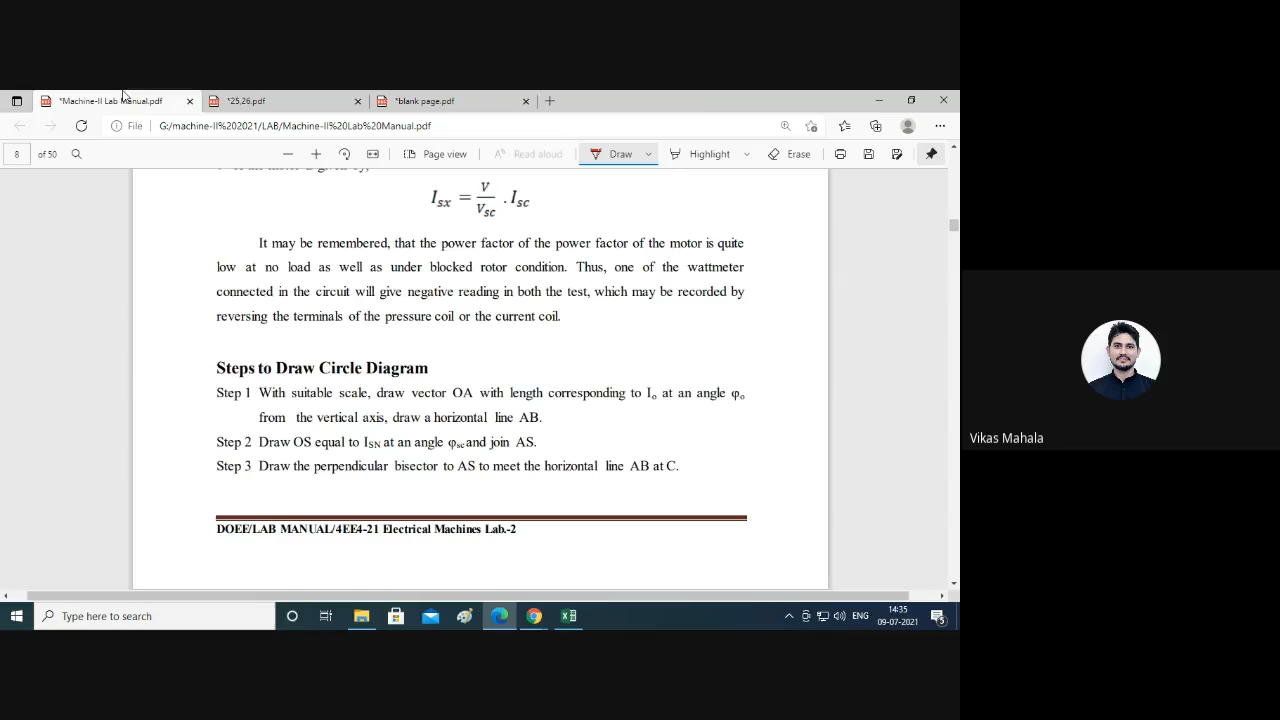 *Machine-II Lab Manual.pdf
*25,26.pdf
*blank page.pdf
File
G:/machine-II%202021/LAB/Machine-II%20Lab%20Manual.pdf
8 of 50
Page view
Read aloud
Draw
Highlight
Erase
I_sx = V/V_sc . I_sc
It may be remembered, that the power factor of the power factor of the motor is quite
low at no load as well as under blocked rotor condition. Thus, one of the wattmeter
connected in the circuit will give negative reading in both the test, which may be recorded by
reversing the terminals of the pressure coil or the current coil.
Steps to Draw Circle Diagram
Step 1 With suitable scale, draw vector OA with length corresponding to Iₒ at an angle φₒ
from the vertical axis, draw a horizontal line AB.
Step 2 Draw OS equal to I_SN at an angle φ_sc and join AS.
Step 3 Draw the perpendicular bisector to AS to meet the horizontal line AB at C.
DOEE/LAB MANUAL/4EE4-21 Electrical Machines Lab.-2
Vikas Mahala
Type here to search
ENG
14:35
09-07-2021
5